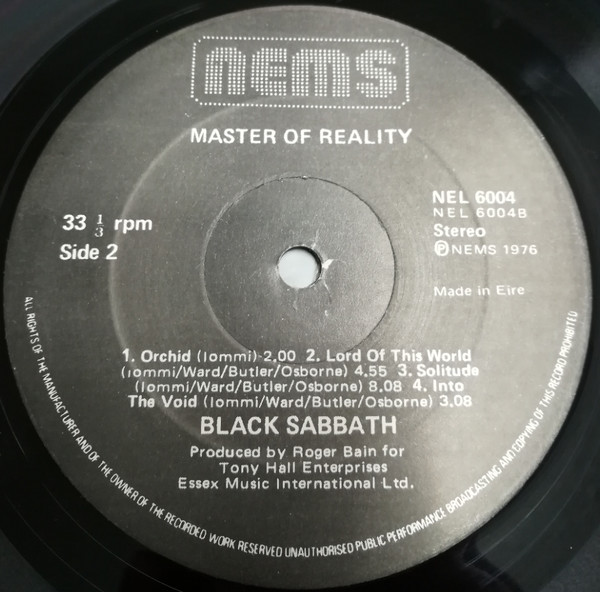 nems
MASTER OF REALITY
33 1/3 rpm
Side 2
NEL 6004
NEL 6004B
Stereo
Ⓟ NEMS 1976
Made in Eire
1. Orchid (Iommi) 2,00 2. Lord Of This World
(Iommi/Ward/Butler/Osborne) 4.55 3. Solitude
(Iommi/Ward/Butler/Osborne) 8,08 4. Into
The Void (Iommi/Ward/Butler/Osborne) 3,08
BLACK SABBATH
Produced by Roger Bain for
Tony Hall Enterprises
Essex Music International Ltd.
ALL RIGHTS OF THE MANUFACTURER AND OF THE OWNER OF THE RECORDED WORK RESERVED UNAUTHORISED PUBLIC PERFORMANCE BROADCASTING AND COPYING OF THIS RECORD PROHIBITED